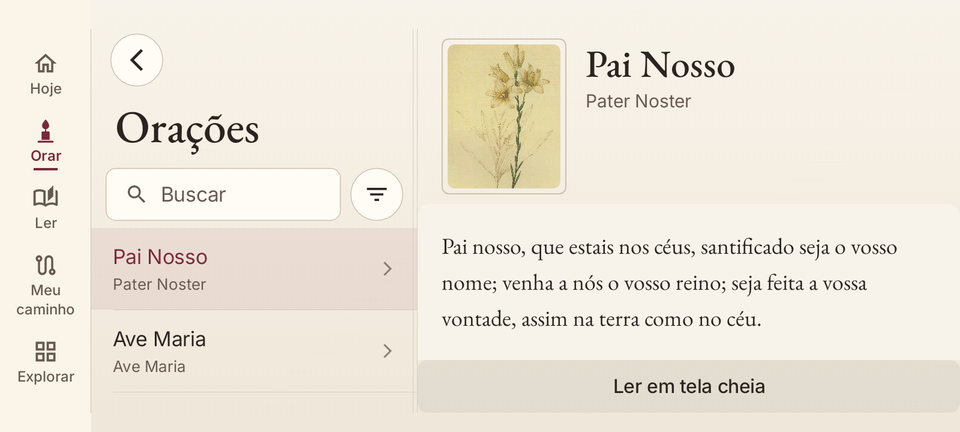 Hoje
Orar
Ler
Meu
caminho
Explorar
Orações
Buscar
Pai Nosso
Pater Noster
Ave Maria
Ave Maria
Pai Nosso
Pater Noster
Pai nosso, que estais nos céus, santificado seja o vosso
nome; venha a nós o vosso reino; seja feita a vossa
vontade, assim na terra como no céu.
Ler em tela cheia